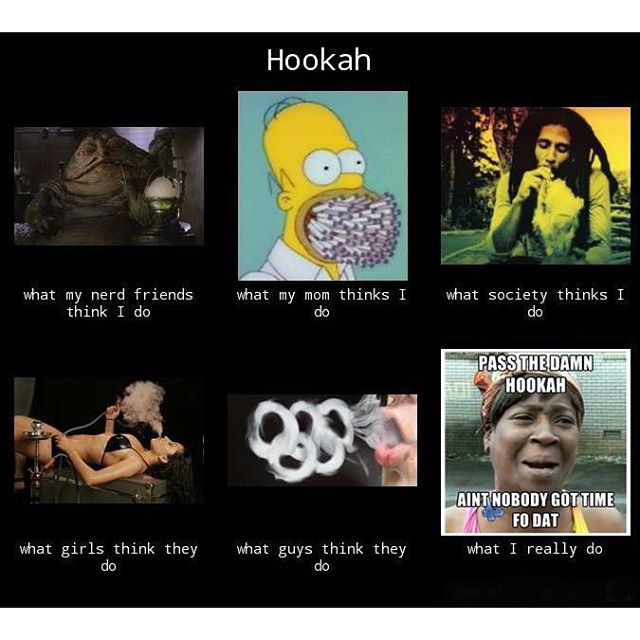 Hookah
what my nerd friends
think I do
what my mom thinks I
do
what society thinks I
do
PASS THE DAMN
HOOKAH
AINT NOBODY GOT TIME
FO DAT
what girls think they
do
what guys think they
do
what I really do